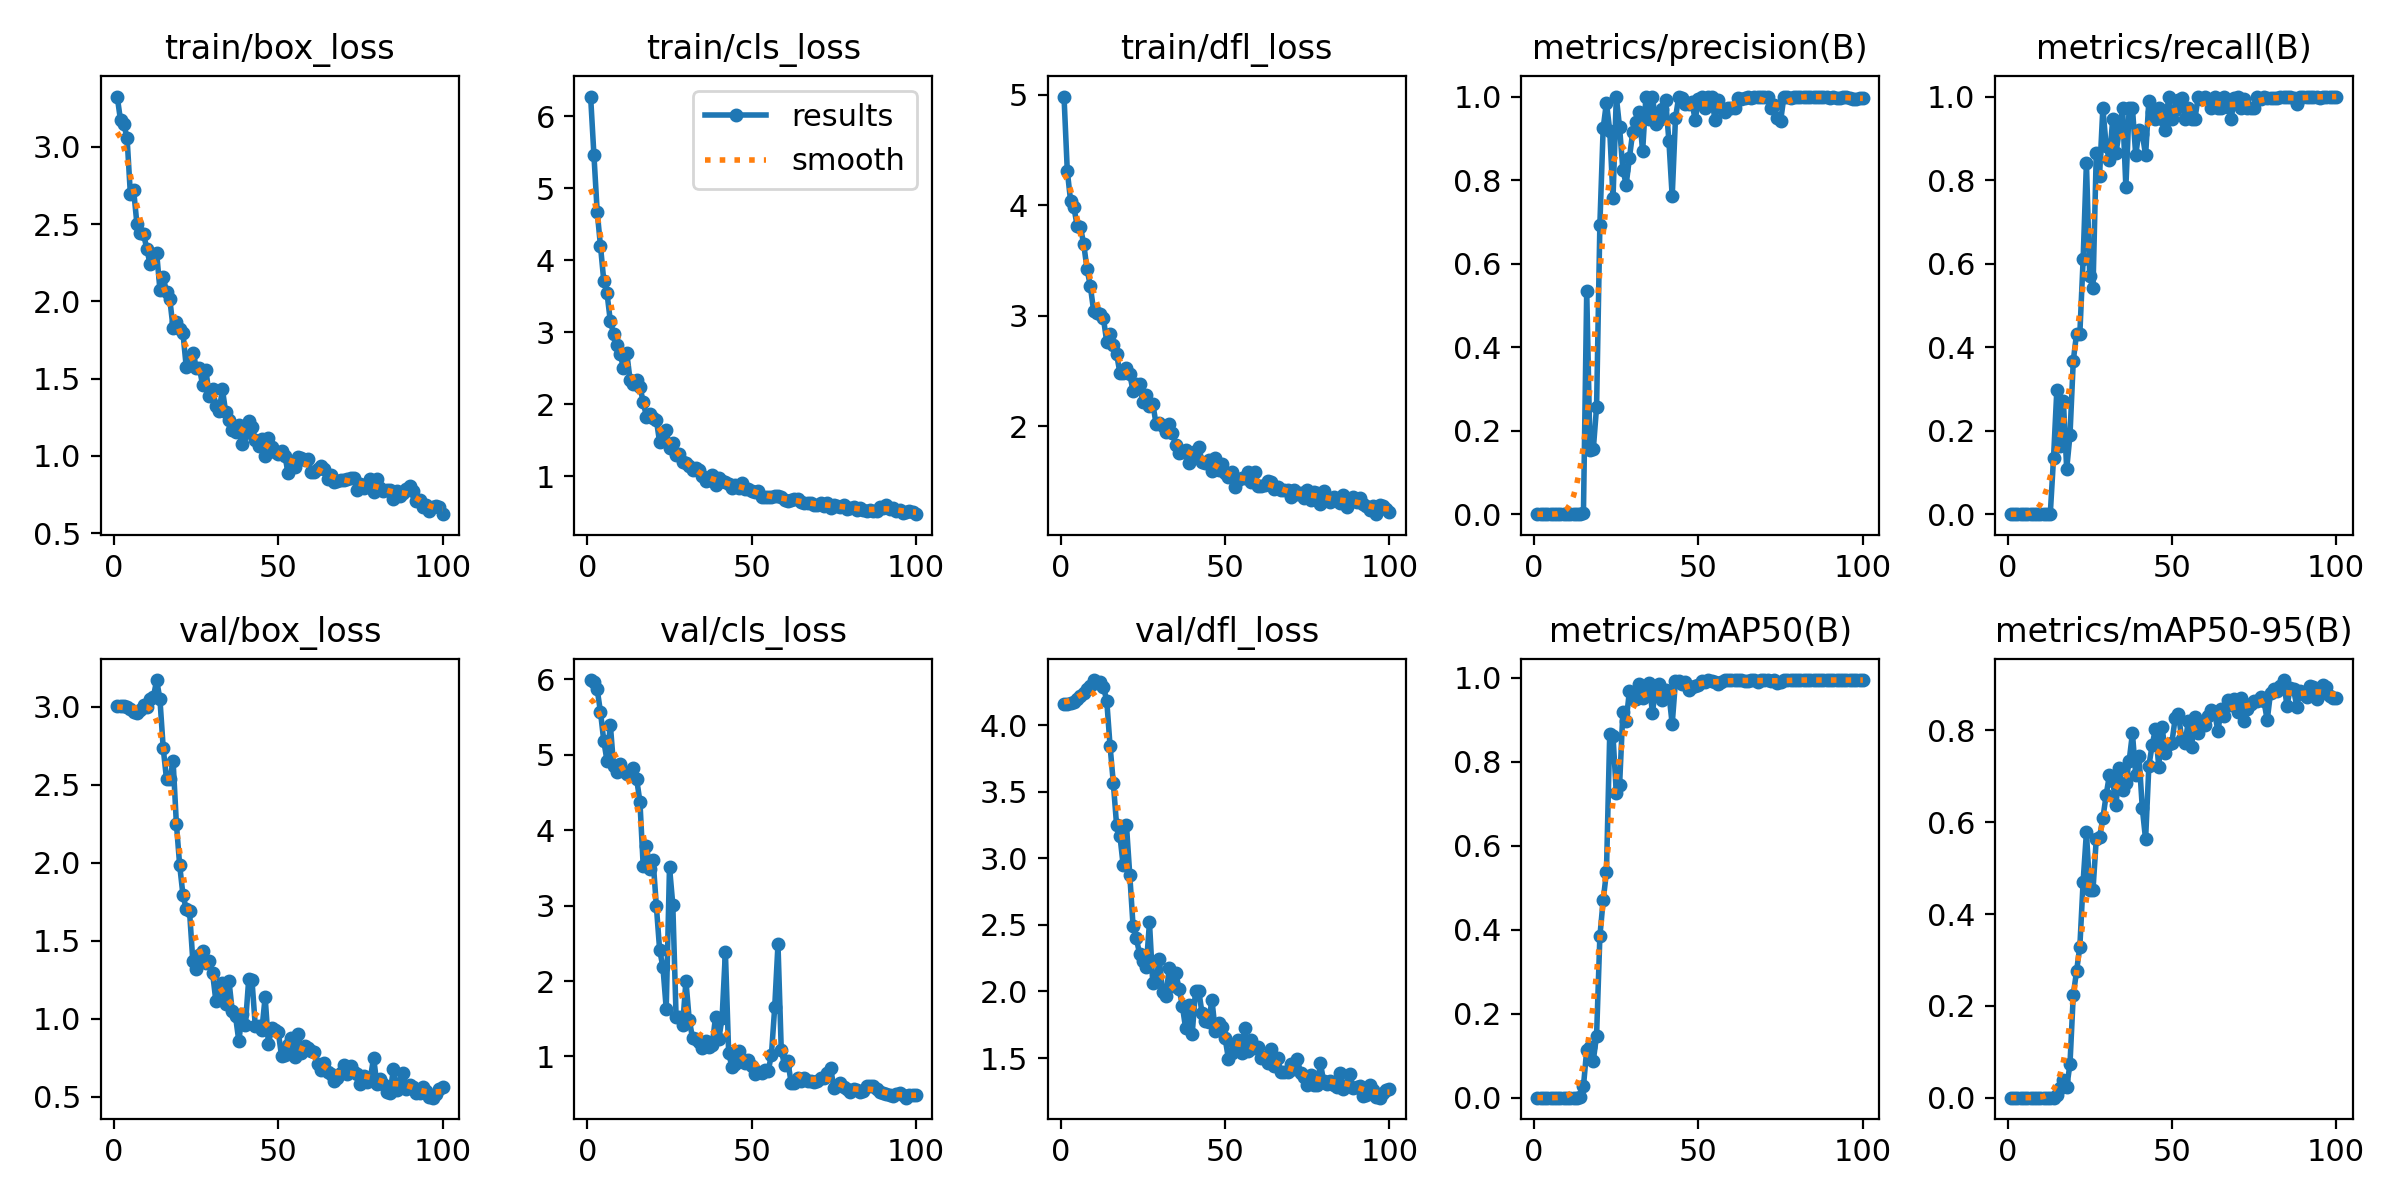 train/box_loss
3.0
2.5
2.0
1.5
1.0
0.5
0 50 100
train/cls_loss
results
smooth
6
5
4
3
2
1
0 50 100
train/dfl_loss
5
4
3
2
0 50 100
metrics/precision(B)
1.0
0.8
0.6
0.4
0.2
0.0
0 50 100
metrics/recall(B)
1.0
0.8
0.6
0.4
0.2
0.0
0 50 100
val/box_loss
3.0
2.5
2.0
1.5
1.0
0.5
0 50 100
val/cls_loss
6
5
4
3
2
1
0 50 100
val/dfl_loss
4.0
3.5
3.0
2.5
2.0
1.5
0 50 100
metrics/mAP50(B)
1.0
0.8
0.6
0.4
0.2
0.0
0 50 100
metrics/mAP50-95(B)
0.8
0.6
0.4
0.2
0.0
0 50 100